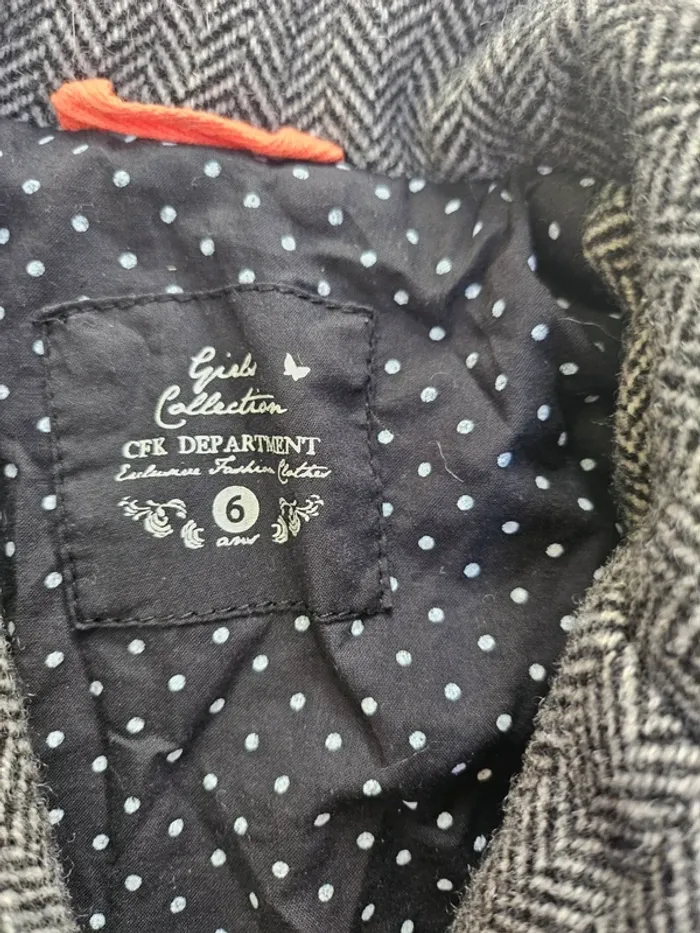 Girls
Collection
CFK DEPARTMENT
Exclusive Fashion Clothes
6
ans